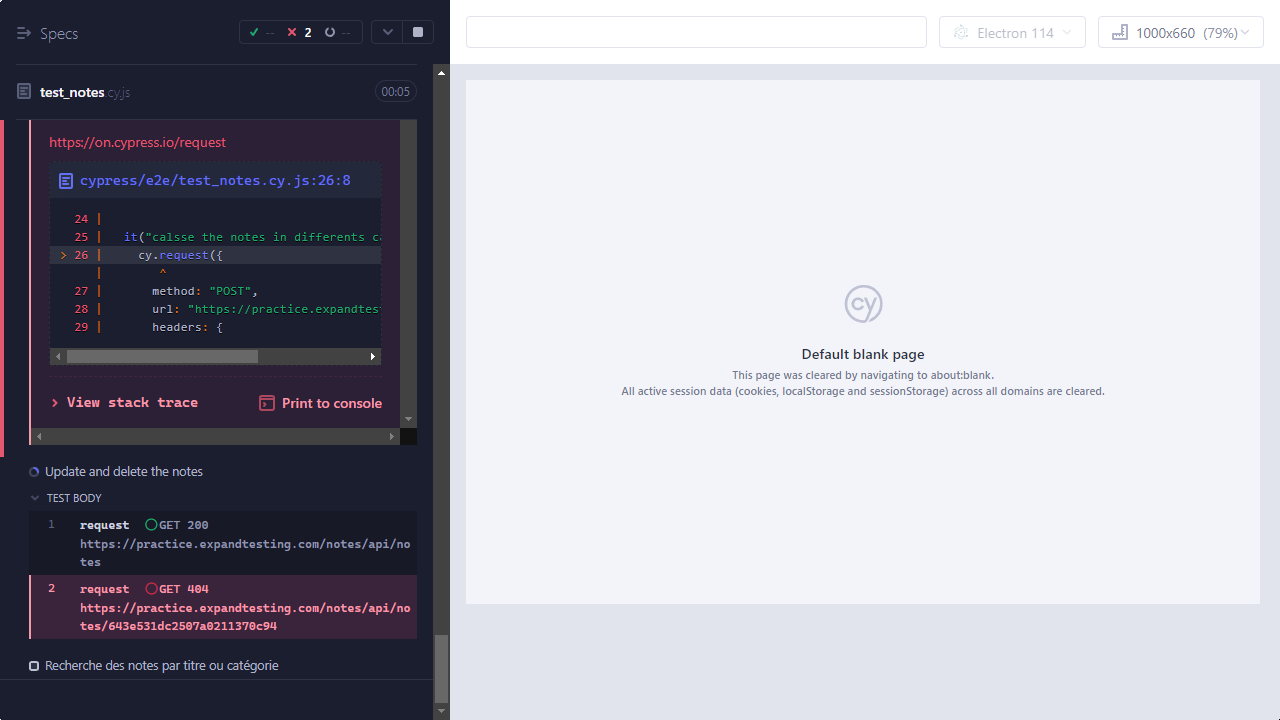 Specs
--
2
--
Electron 114
1000x660 (79%)
test_notes.cy.js
00:05
https://on.cypress.io/request
cypress/e2e/test_notes.cy.js:26:8
24 |
25 | it("calsse the notes in differents ca
> 26 | cy.request({
| ^
27 | method: "POST",
28 | url: "https://practice.expandtes
29 | headers: {
View stack trace
Print to console
Update and delete the notes
TEST BODY
1 request GET 200
https://practice.expandtesting.com/notes/api/no
tes
2 request GET 404
https://practice.expandtesting.com/notes/api/no
tes/643e531dc2507a0211370c94
Recherche des notes par titre ou catégorie
cy
Default blank page
This page was cleared by navigating to about:blank.
All active session data (cookies, localStorage and sessionStorage) across all domains are cleared.